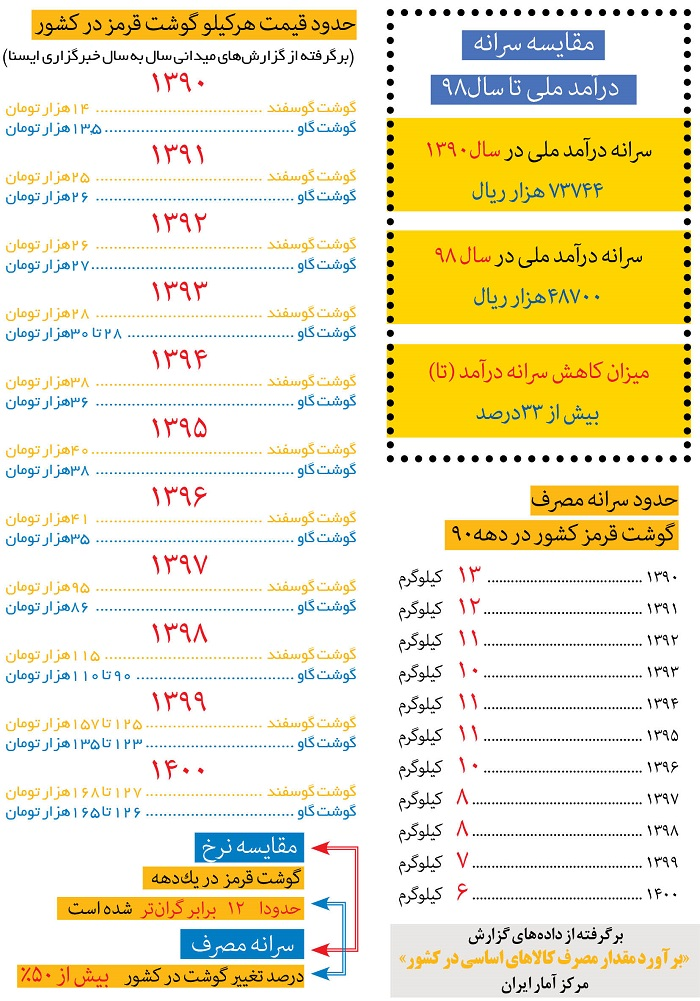 مقایسه سرانه
درآمد ملی تا سال۹۸
سرانه درآمد ملی در سال۱۳۹۰
۷۳۷۴۴ هزار ریال
سرانه درآمد ملی در سال ۹۸
۴۸۷۰۰هزار ریال
میزان کاهش سرانه درآمد (تا)
بیش از ۳۳درصد
حدود سرانه مصرف
گوشت قرمز کشور در دهه۹۰
۱۳۹۰ ........ ۱۳ کیلوگرم
۱۳۹۱ ........ ۱۲ کیلوگرم
۱۳۹۲ ........ ۱۱ کیلوگرم
۱۳۹۳ ........ ۱۰ کیلوگرم
۱۳۹۴ ........ ۱۱ کیلوگرم
۱۳۹۵ ........ ۱۱ کیلوگرم
۱۳۹۶ ........ ۱۰ کیلوگرم
۱۳۹۷ ........ ۸ کیلوگرم
۱۳۹۸ ........ ۸ کیلوگرم
۱۳۹۹ ........ ۷ کیلوگرم
۱۴۰۰ ........ ۶ کیلوگرم
برگرفته از داده‌های گزارش
«برآورد مقدار مصرف کالاهای اساسی در کشور»
مرکز آمار ایران
حدود قیمت هرکیلو گوشت قرمز در کشور
(برگرفته از گزارش‌های میدانی سال به سال خبرگزاری ایسنا)
۱۳۹۰
گوشت گوسفند ........ ۱۴هزار تومان
گوشت گاو ........ ۱۳٫۵هزار تومان
۱۳۹۱
گوشت گوسفند ........ ۲۵هزار تومان
گوشت گاو ........ ۲۶هزار تومان
۱۳۹۲
گوشت گوسفند ........ ۲۶هزار تومان
گوشت گاو ........ ۲۷هزار تومان
۱۳۹۳
گوشت گوسفند ........ ۲۸هزار تومان
گوشت گاو ........ ۲۸ تا ۳۰هزار تومان
۱۳۹۴
گوشت گوسفند ........ ۳۸هزار تومان
گوشت گاو ........ ۳۶هزار تومان
۱۳۹۵
گوشت گوسفند ........ ۴۰هزار تومان
گوشت گاو ........ ۳۸هزار تومان
۱۳۹۶
گوشت گوسفند ........ ۴۱هزار تومان
گوشت گاو ........ ۳۵هزار تومان
۱۳۹۷
گوشت گوسفند ........ ۹۵هزار تومان
گوشت گاو ........ ۸۶هزار تومان
۱۳۹۸
گوشت گوسفند ........ ۱۱۵هزار تومان
گوشت گاو ........ ۹۰ تا ۱۱۰هزار تومان
۱۳۹۹
گوشت گوسفند ........ ۱۲۵ تا ۱۵۷هزار تومان
گوشت گاو ........ ۱۲۳ تا ۱۳۵هزار تومان
۱۴۰۰
گوشت گوسفند ........ ۱۲۷ تا ۱۶۸هزار تومان
گوشت گاو ........ ۱۲۶ تا ۱۶۵هزار تومان
مقایسه نرخ
گوشت قرمز در یك‌دهه
حدودا ۱۲ برابر گران‌تر شده است
سرانه مصرف
درصد تغییر گوشت در کشور بیش از ۵۰٪